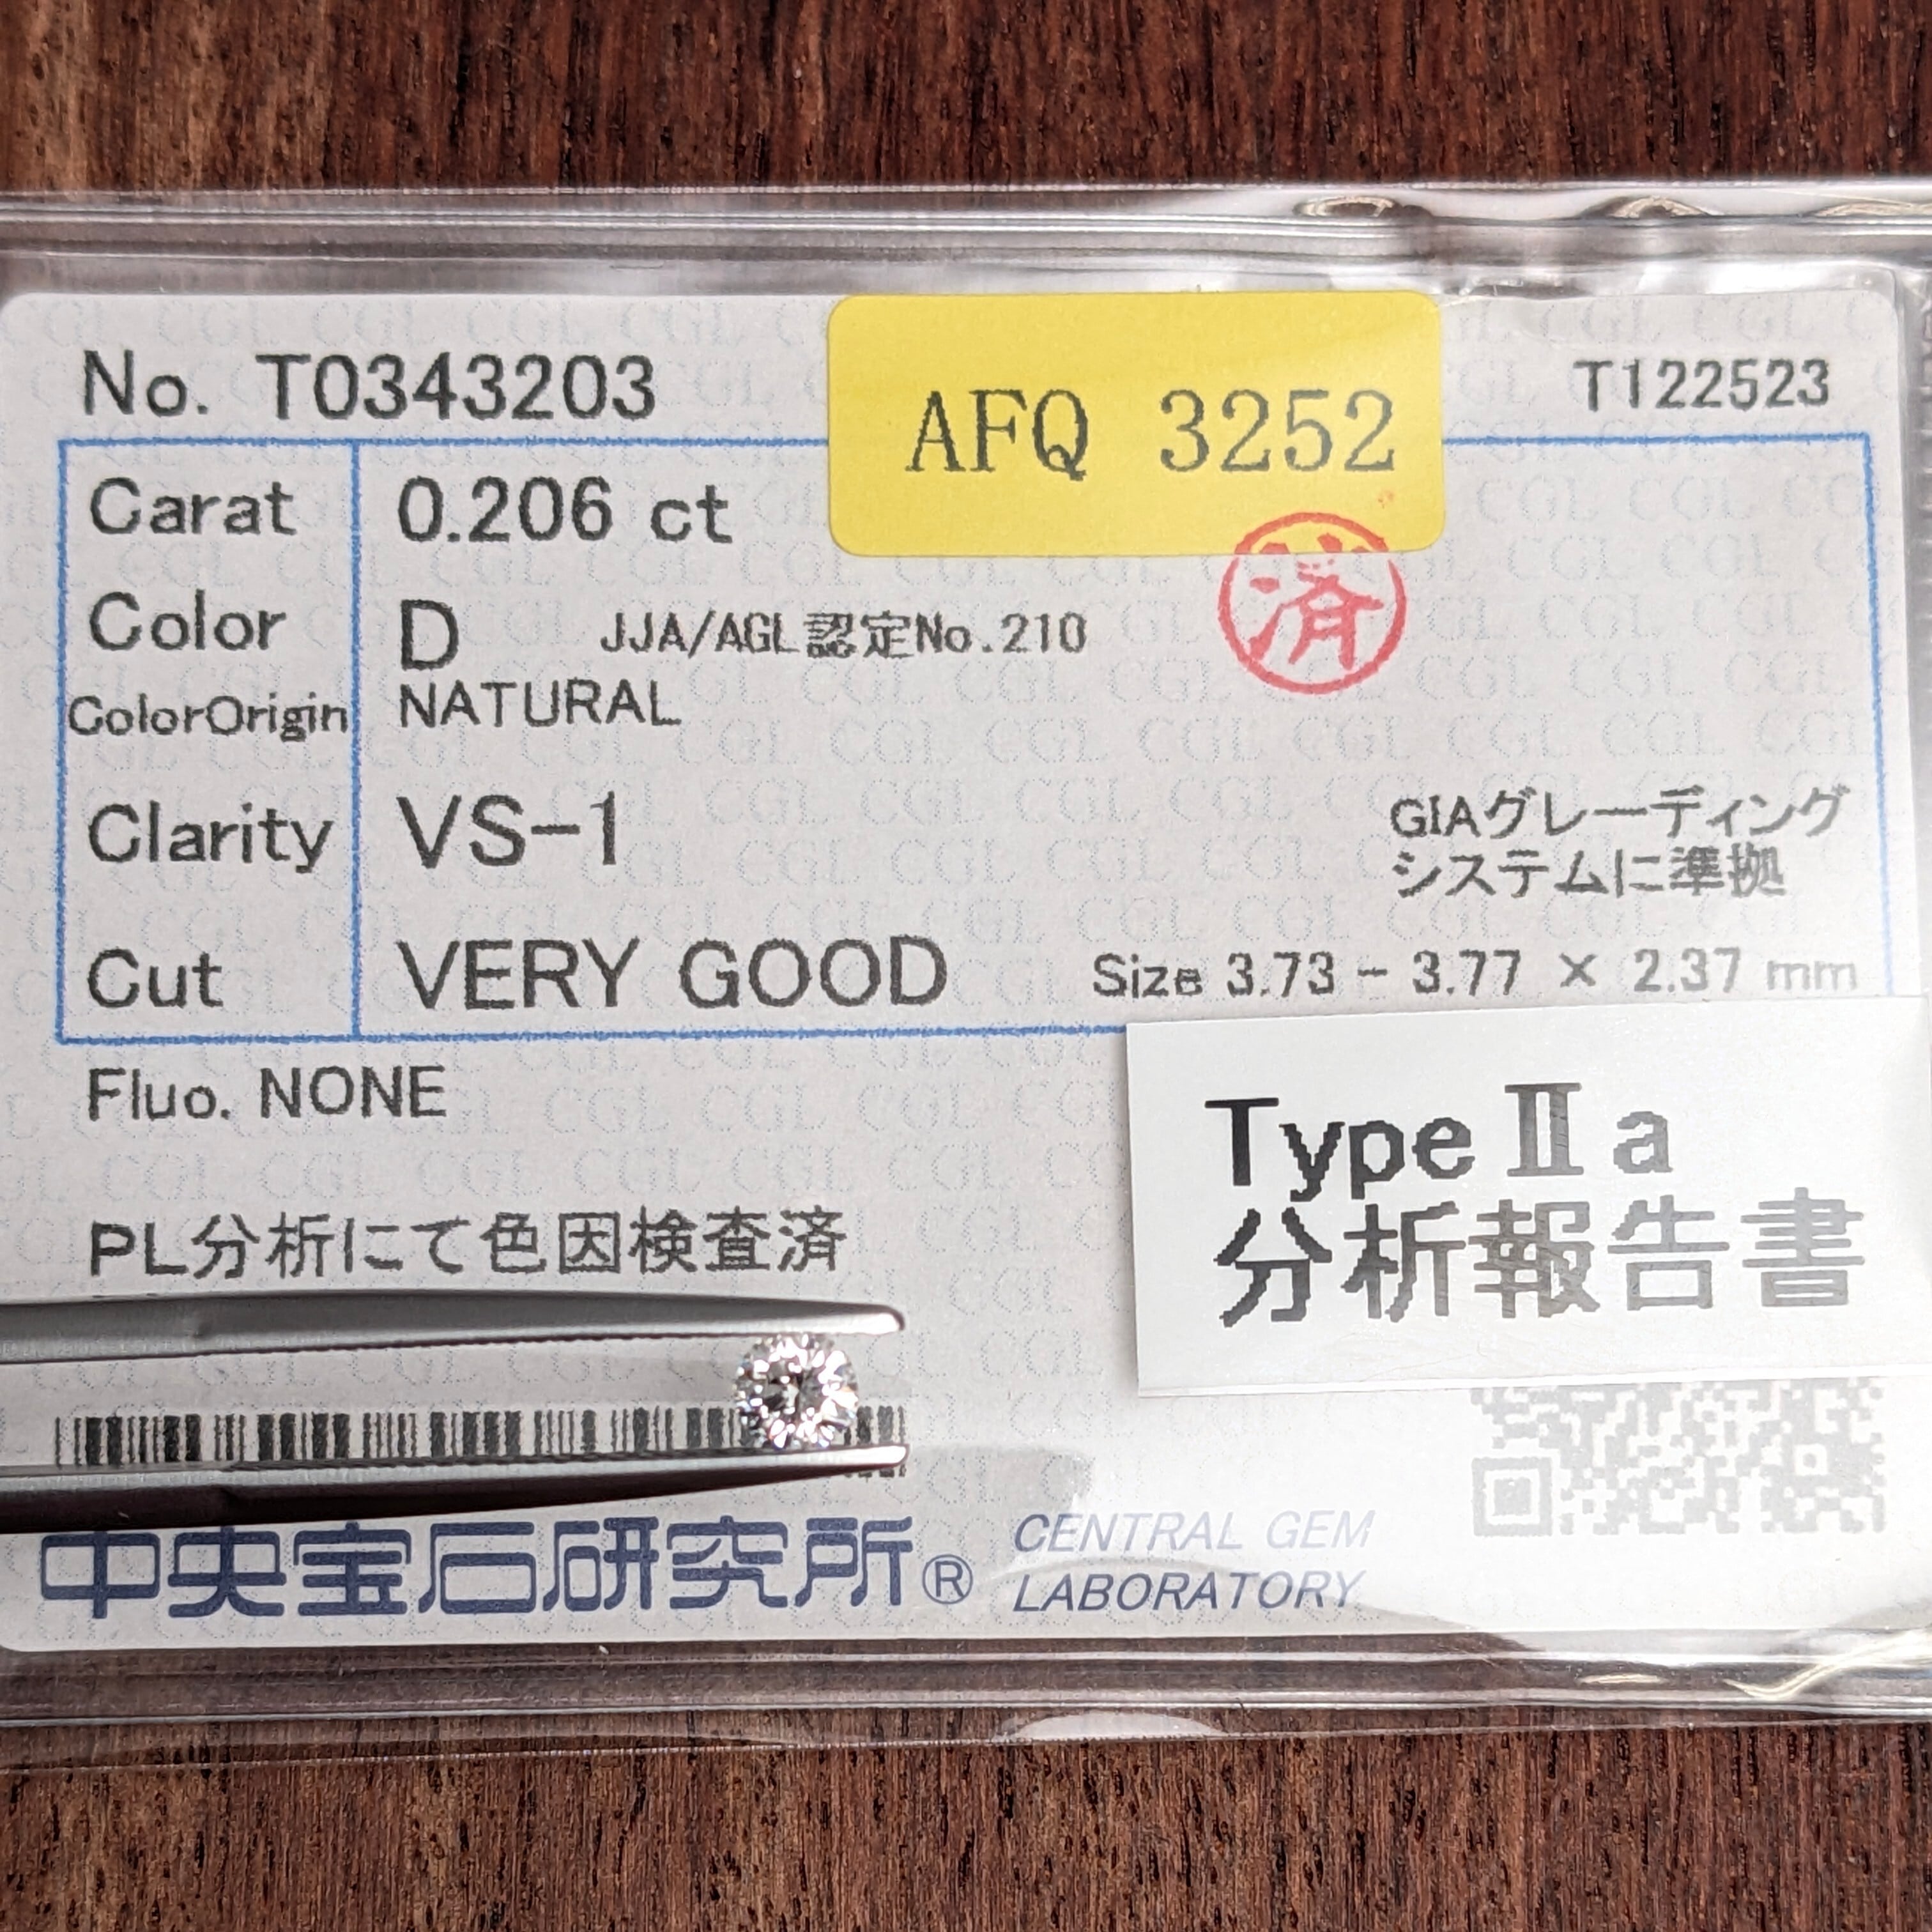 No. T0343203
AFQ 3252
T122523
Carat 0.206 ct
済
Color D JJA/AGL認定No.210
ColorOrigin NATURAL
Clarity VS-1
GIAグレーディング
システムに準拠
Cut VERY GOOD Size 3.73 - 3.77 × 2.37 mm
Fluo. NONE
TypeⅡa
分析報告書
PL分析にて色因検査済
中央宝石研究所® CENTRAL GEM
LABORATORY